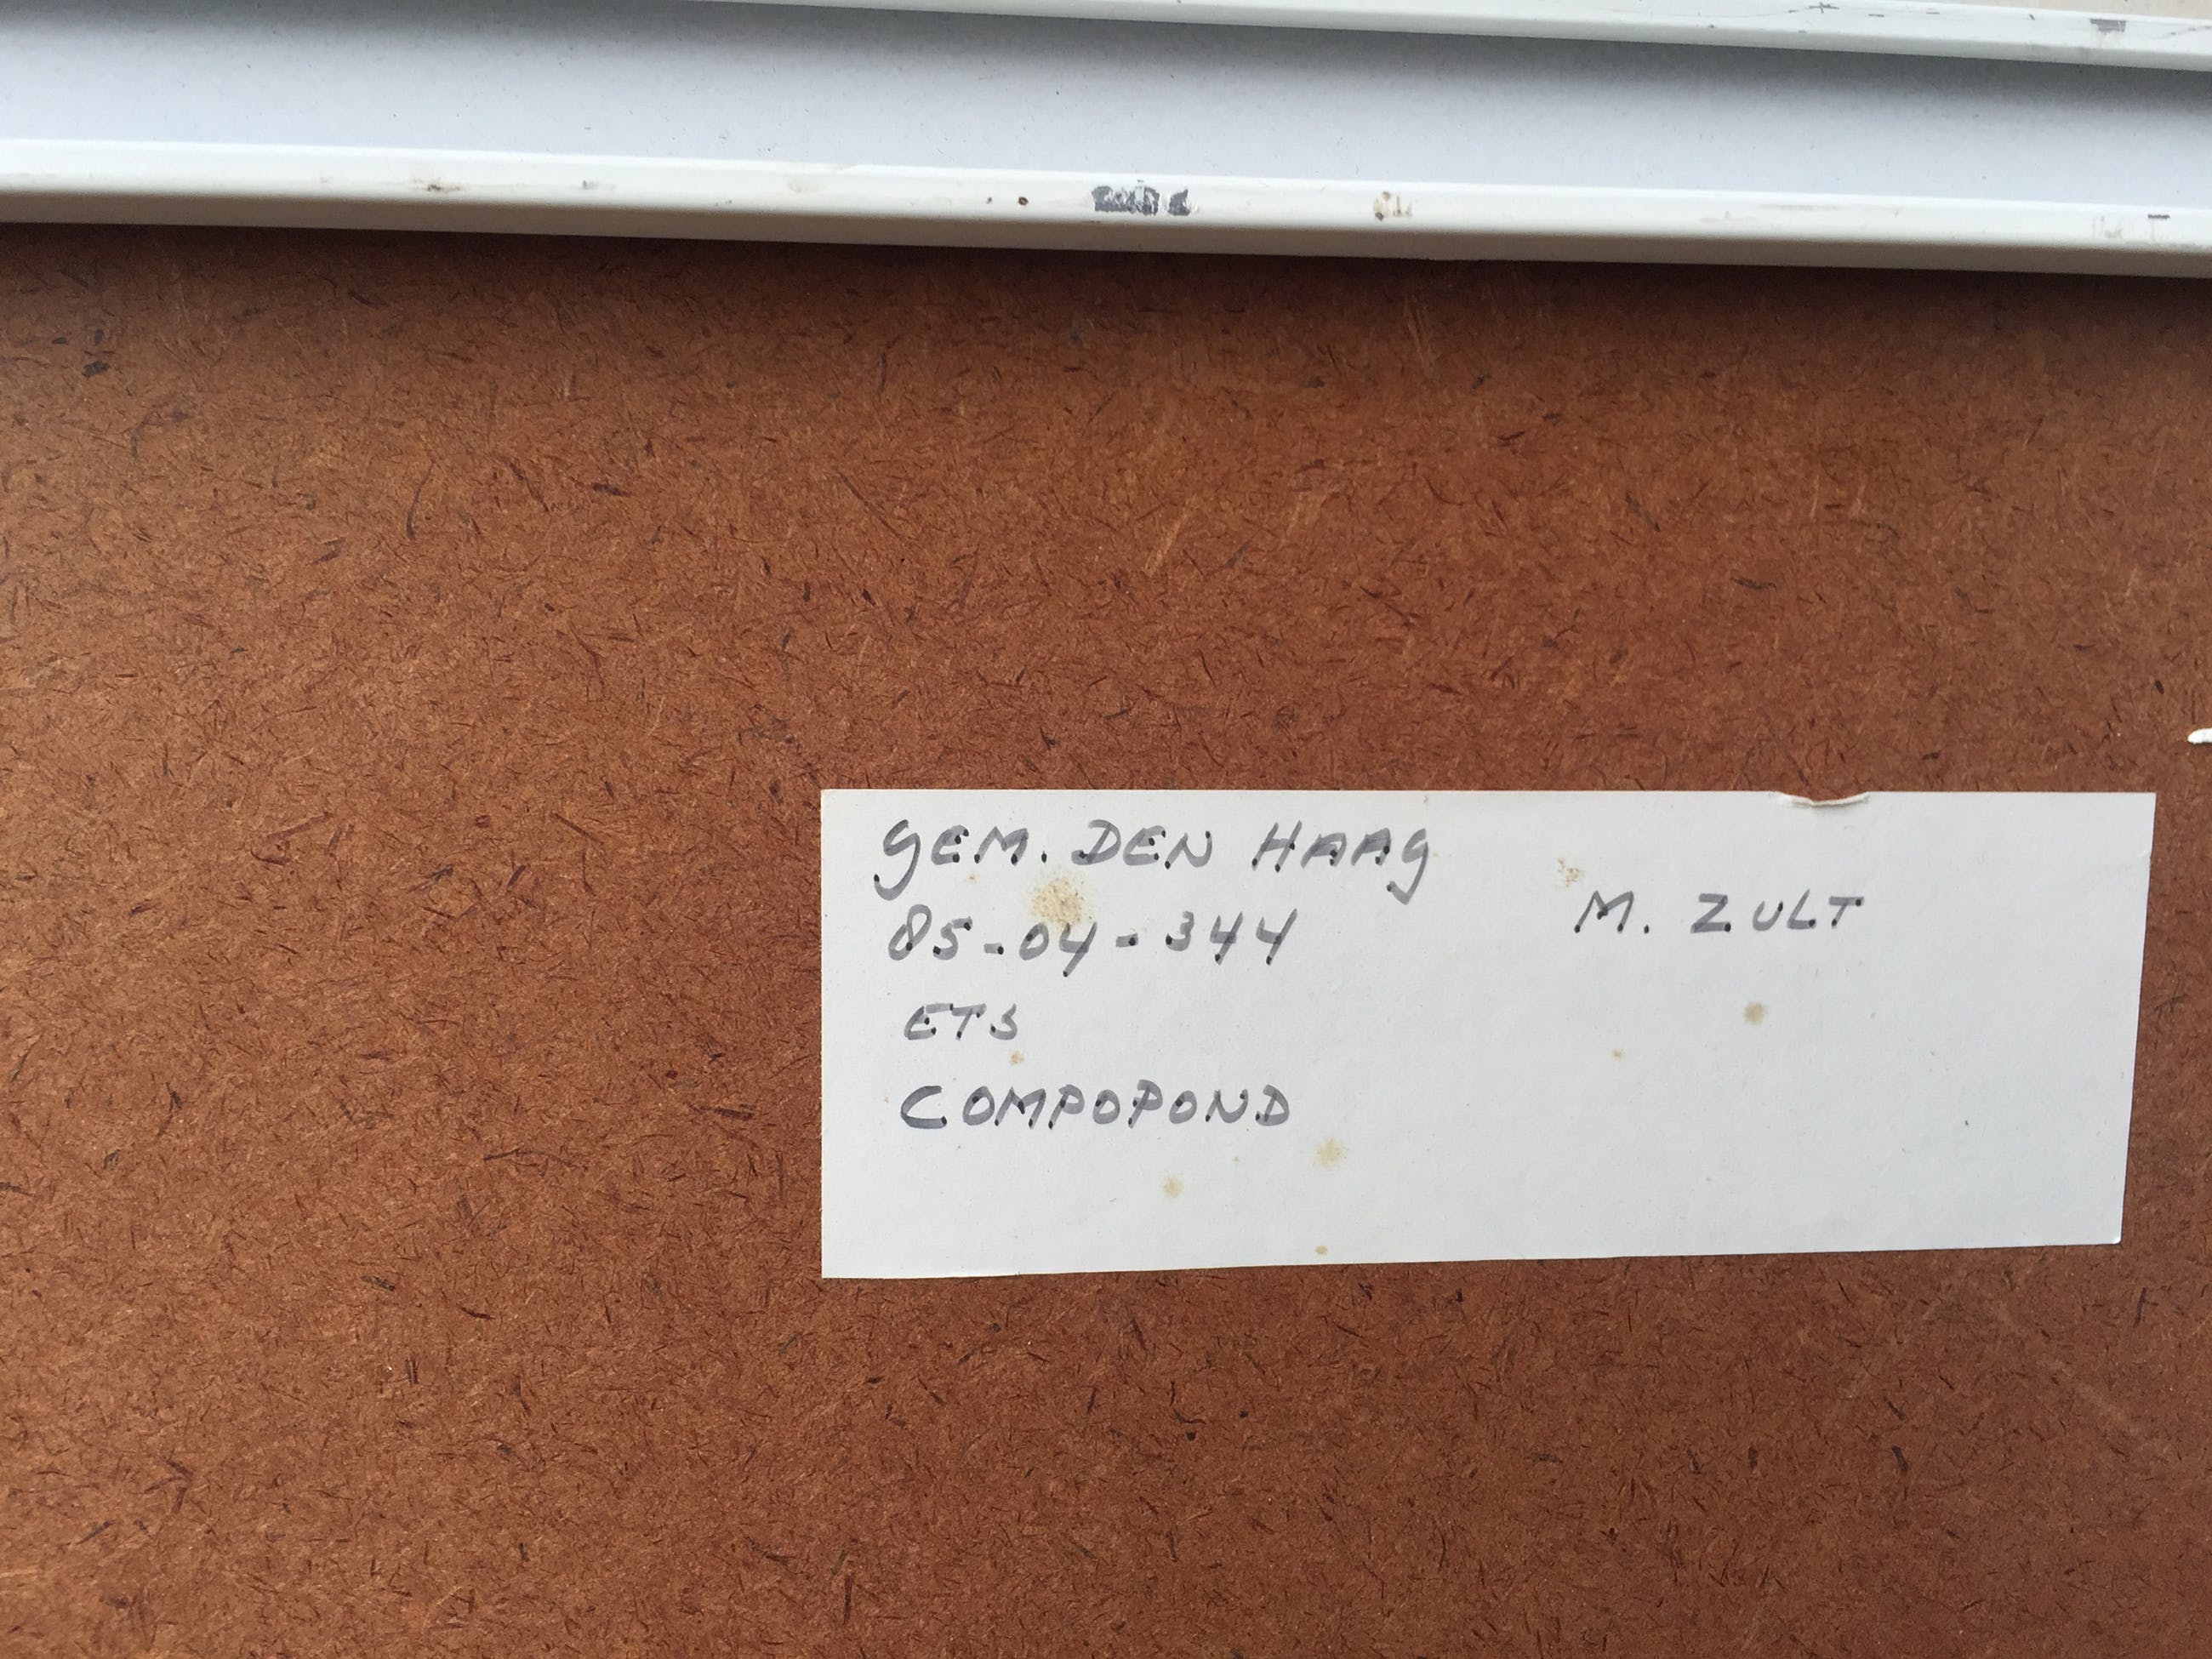 GEM. DEN HAAG
M. ZULT
85-04-344
ETS
COMPOPOND